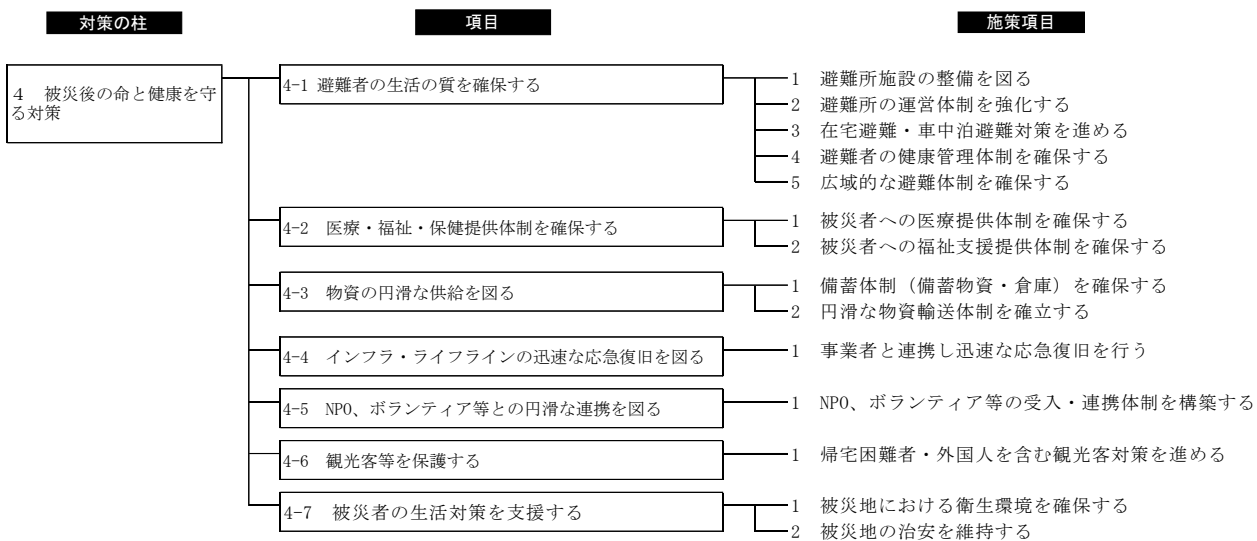 対策の柱
項目
施策項目
4　被災後の命と健康を守
る対策
4-1 避難者の生活の質を確保する
1　避難所施設の整備を図る
2　避難所の運営体制を強化する
3　在宅避難・車中泊避難対策を進める
4　避難者の健康管理体制を確保する
5　広域的な避難体制を確保する
4-2　医療・福祉・保健提供体制を確保する
1　被災者への医療提供体制を確保する
2　被災者への福祉支援提供体制を確保する
4-3　物資の円滑な供給を図る
1　備蓄体制（備蓄物資・倉庫）を確保する
2　円滑な物資輸送体制を確立する
4-4　インフラ・ライフラインの迅速な応急復旧を図る
1　事業者と連携し迅速な応急復旧を行う
4-5　NPO、ボランティア等との円滑な連携を図る
1　NPO、ボランティア等の受入・連携体制を構築する
4-6　観光客等を保護する
1　帰宅困難者・外国人を含む観光客対策を進める
4-7　被災者の生活対策を支援する
1　被災地における衛生環境を確保する
2　被災地の治安を維持する